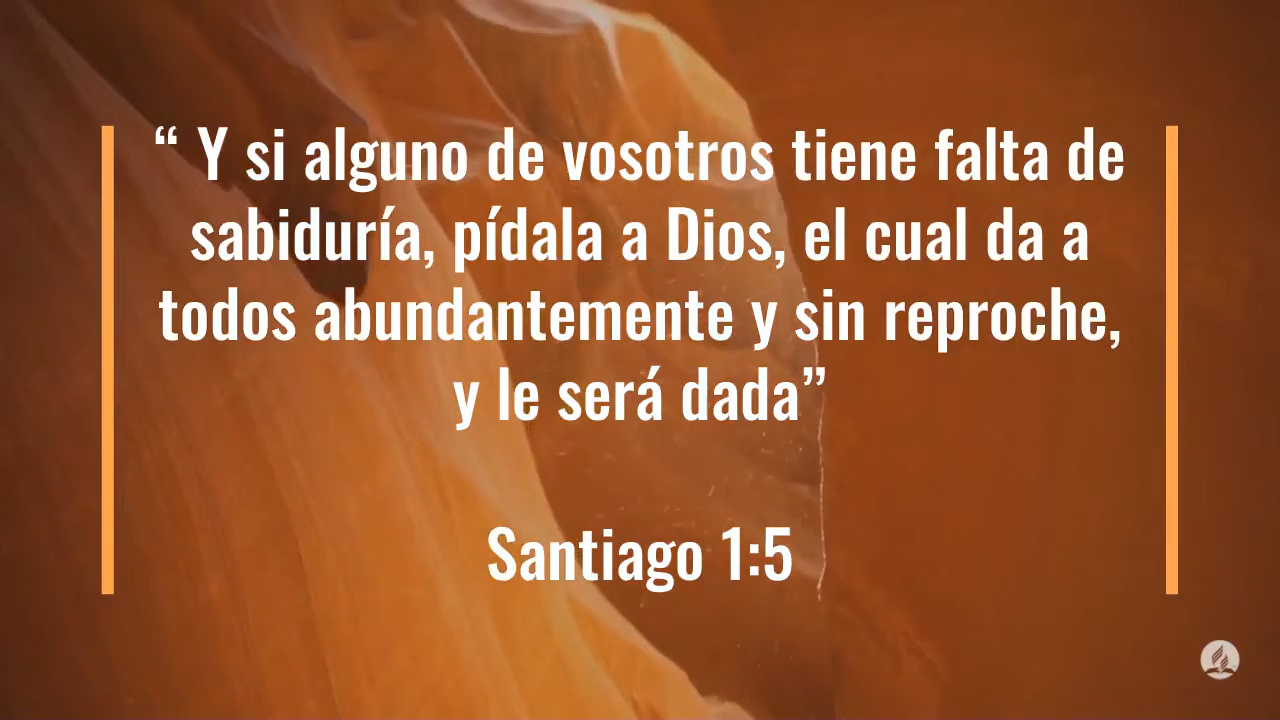 “ Y si alguno de vosotros tiene falta de
sabiduría, pídala a Dios, el cual da a
todos abundantemente y sin reproche,
y le será dada”
Santiago 1:5